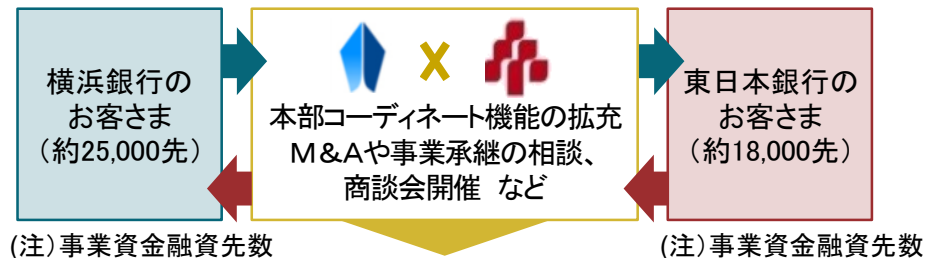 横浜銀行の
お客さま
（約25,000先）
X
本部コーディネート機能の拡充
Ｍ＆Ａや事業承継の相談、
商談会開催 など
東日本銀行の
お客さま
（約18,000先）
(注)事業資金融資先数
(注)事業資金融資先数